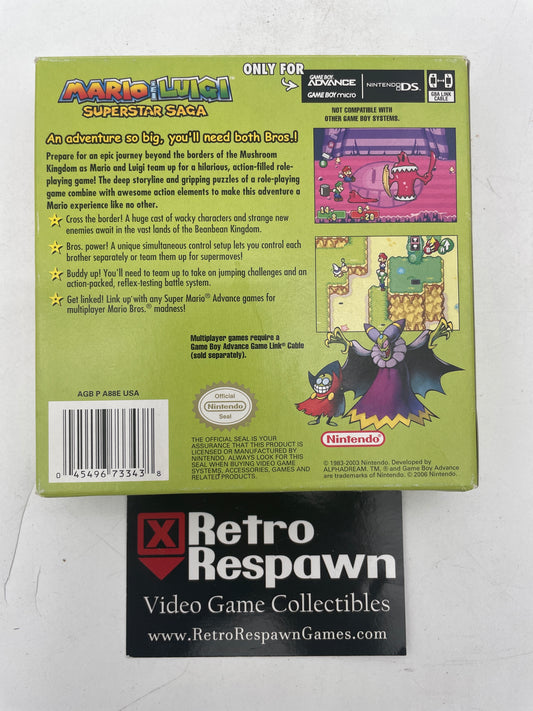 MARIO & LUIGI™
SUPERSTAR SAGA
ONLY FOR
GAME BOY
ADVANCE
GAME BOY micro
NINTENDO DS™
GBA LINK
CABLE
NOT COMPATIBLE WITH
OTHER GAME BOY SYSTEMS.
An adventure so big, you'll need both Bros.!
Prepare for an epic journey beyond the borders of the Mushroom
Kingdom as Mario and Luigi team up for a hilarious, action-filled role-
playing game! The deep storyline and gripping puzzles of a role-playing
game combine with awesome action elements to make this adventure a
Mario experience like no other.
Cross the border! A huge cast of wacky characters and strange new
enemies await in the vast lands of the Beanbean Kingdom.
Bros. power! A unique simultaneous control setup lets you control each
brother separately or team them up for supermoves!
Buddy up! You'll need to team up to take on jumping challenges and an
action-packed, reflex-testing battle system.
Get linked! Link up with any Super Mario® Advance games for
multiplayer Mario Bros.® madness!
Multiplayer games require a
Game Boy Advance Game Link® Cable
(sold separately).
AGB P A88E USA
0 45496 73343 8
Official
Nintendo
Seal
THE OFFICIAL SEAL IS YOUR
ASSURANCE THAT THIS PRODUCT IS
LICENSED OR MANUFACTURED BY
NINTENDO. ALWAYS LOOK FOR THIS
SEAL WHEN BUYING VIDEO GAME
SYSTEMS, ACCESSORIES, GAMES AND
RELATED PRODUCTS.
Nintendo®
© 1983-2003 Nintendo. Developed by
ALPHADREAM. TM, ® and Game Boy Advance
are trademarks of Nintendo. © 2006 Nintendo.
Retro
Respawn
Video Game Collectibles
www.RetroRespawnGames.com